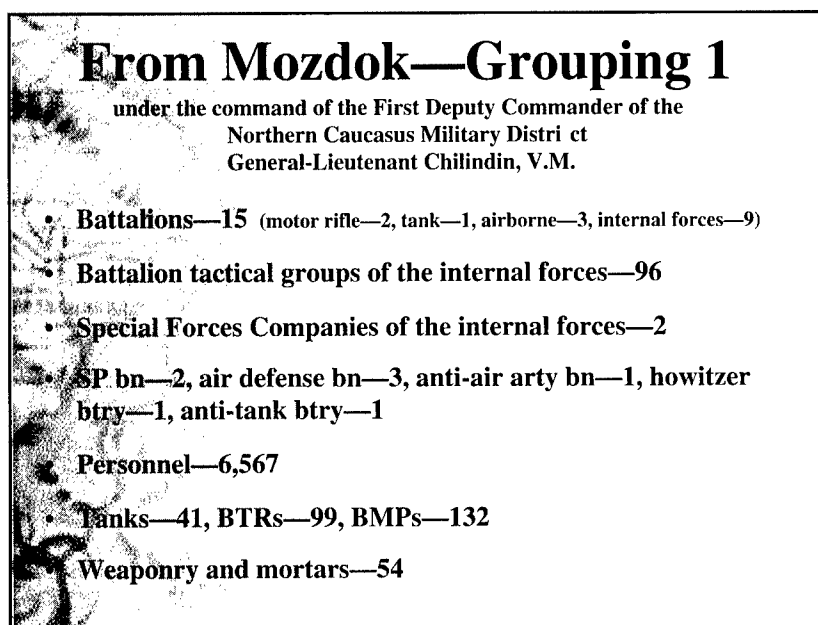 From Mozdok—Grouping 1
under the command of the First Deputy Commander of the
Northern Caucasus Military Distri ct
General-Lieutenant Chilindin, V.M.
• Battalions—15 (motor rifle—2, tank—1, airborne—3, internal forces—9)
• Battalion tactical groups of the internal forces—96
• Special Forces Companies of the internal forces—2
• SP bn—2, air defense bn—3, anti-air arty bn—1, howitzer
btry—1, anti-tank btry—1
• Personnel—6,567
• Tanks—41, BTRs—99, BMPs—132
• Weaponry and mortars—54